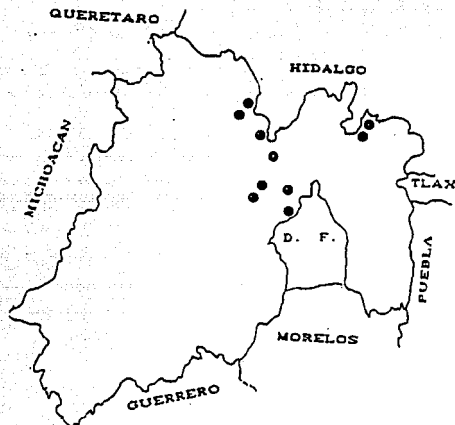 QUERETARO
HIDALGO
MICHOACAN
TLAX
D. F.
PUEBLA
MORELOS
GUERRERO